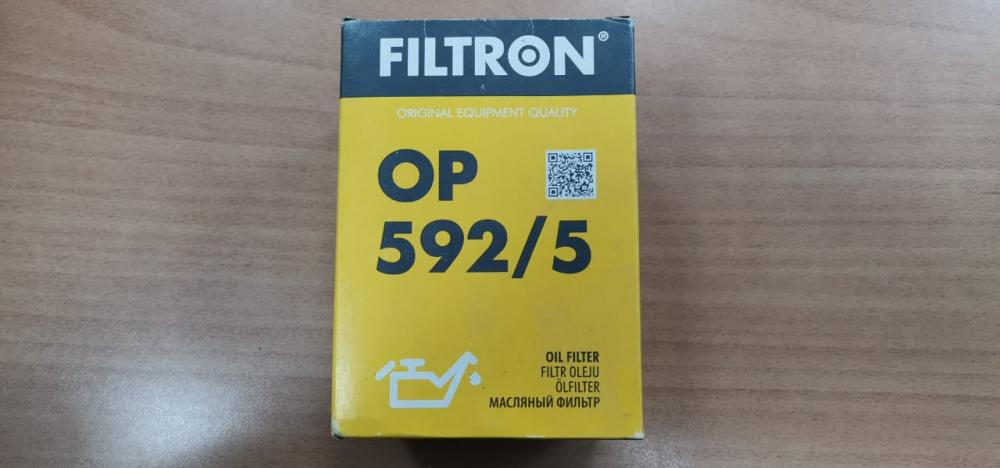 FILTRON®
ORIGINAL EQUIPMENT QUALITY
OP
592/5
OIL FILTER
FILTR OLEJU
ÖLFILTER
МАСЛЯНЫЙ ФИЛЬТР